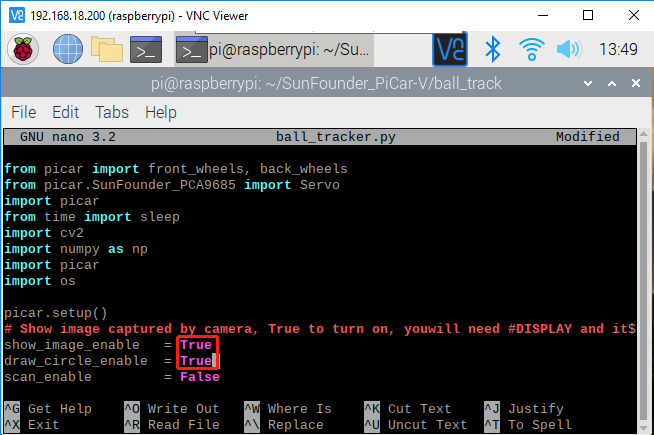 192.168.18.200 (raspberrypi) - VNC Viewer
pi@raspberrypi: ~/Su... 13:49
pi@raspberrypi: ~/SunFounder_PiCar-V/ball_track
File Edit Tabs Help
GNU nano 3.2 ball_tracker.py Modified
from picar import front_wheels, back_wheels
from picar.SunFounder_PCA9685 import Servo
import picar
from time import sleep
import cv2
import numpy as np
import picar
import os
picar.setup()
# Show image captured by camera, True to turn on, youwill need #DISPLAY and it$
show_image_enable = True
draw_circle_enable = True
scan_enable = False
^G Get Help ^O Write Out ^W Where Is ^K Cut Text ^J Justify
^X Exit ^R Read File ^\ Replace ^U Uncut Text ^T To Spell